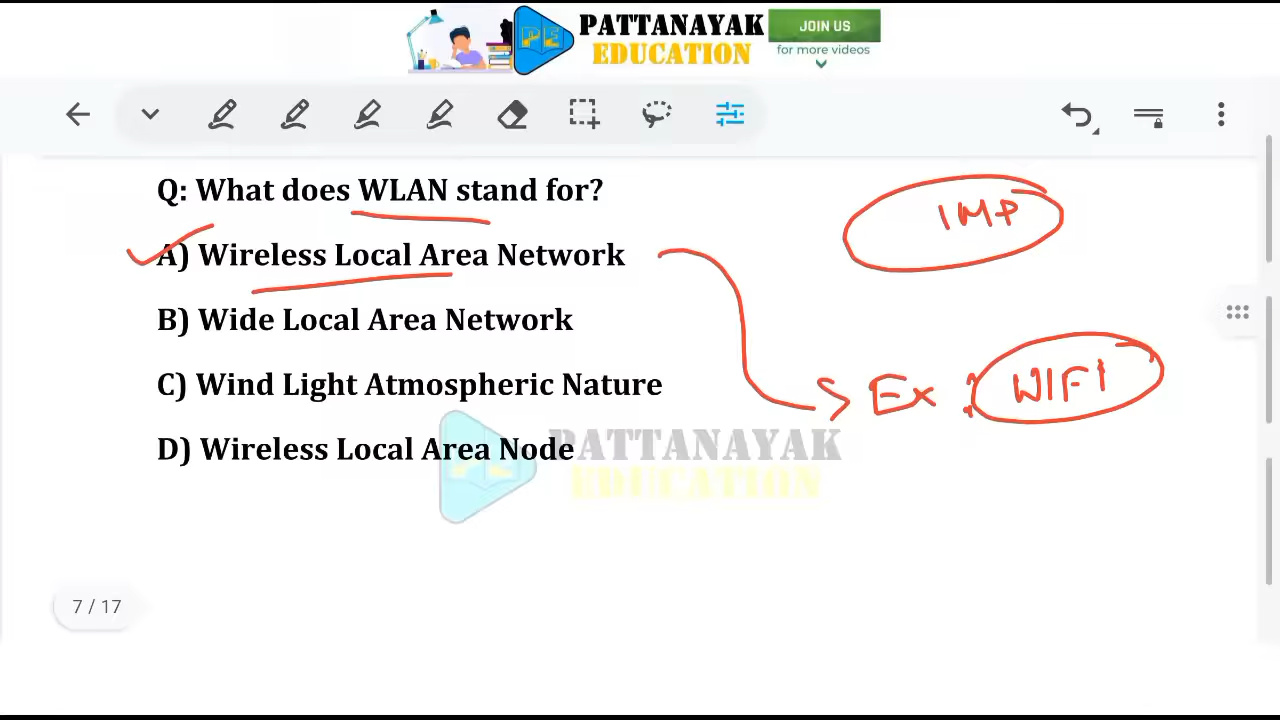 PATTANAYAK
EDUCATION
PE
JOIN US
for more videos
Q: What does WLAN stand for?
IMP
A) Wireless Local Area Network
B) Wide Local Area Network
C) Wind Light Atmospheric Nature
Ex : WIFI
D) Wireless Local Area Node
PATTANAYAK
EDUCATION
7 / 17